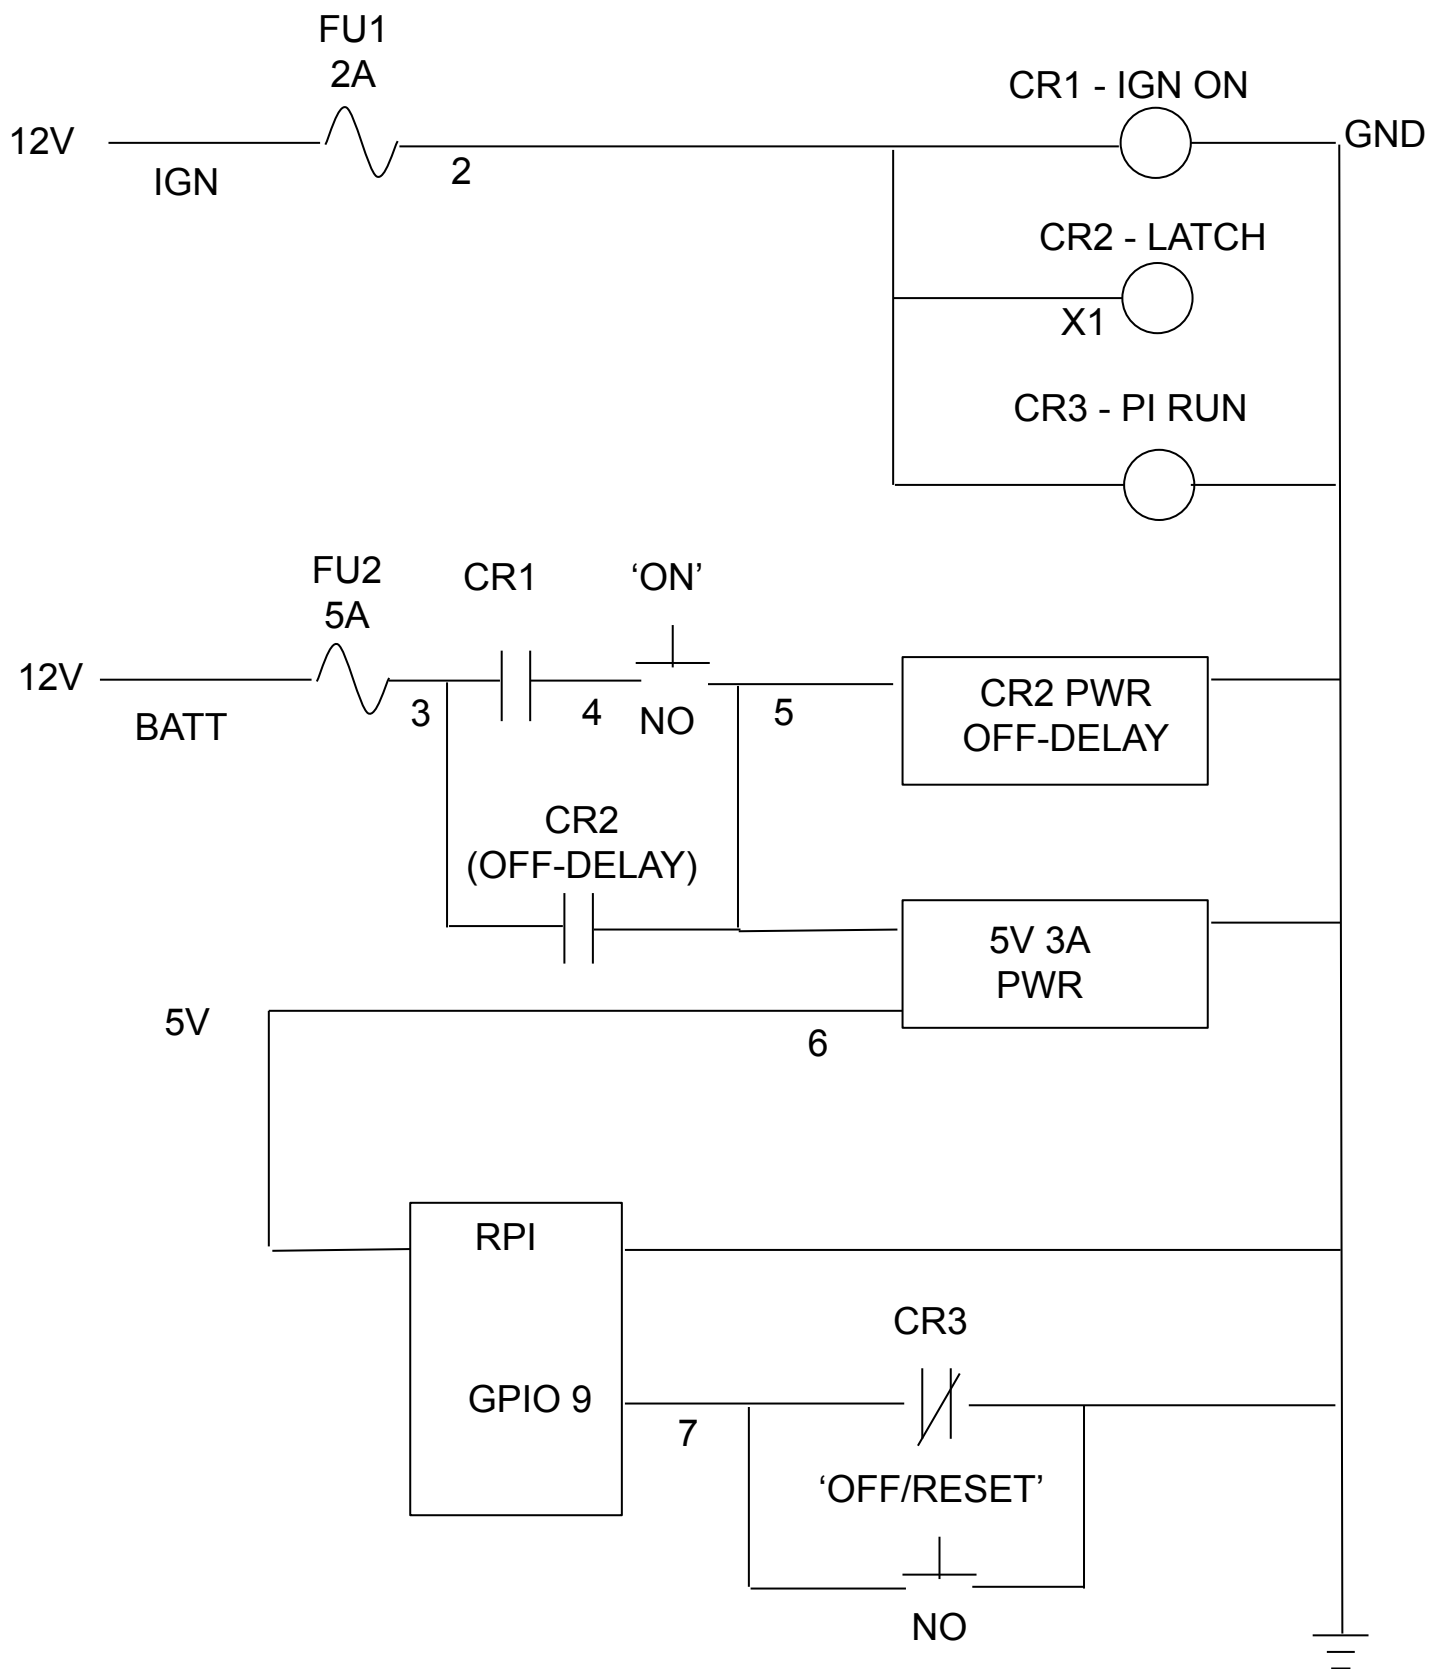 FU1
2A
CR1 - IGN ON
12V
GND
IGN
2
CR2 - LATCH
X1
CR3 - PI RUN
FU2
5A
CR1
‘ON’
12V
BATT
3
4
NO
5
CR2 PWR
OFF-DELAY
CR2
(OFF-DELAY)
5V 3A
PWR
5V
6
RPI
CR3
GPIO 9
7
‘OFF/RESET’
NO